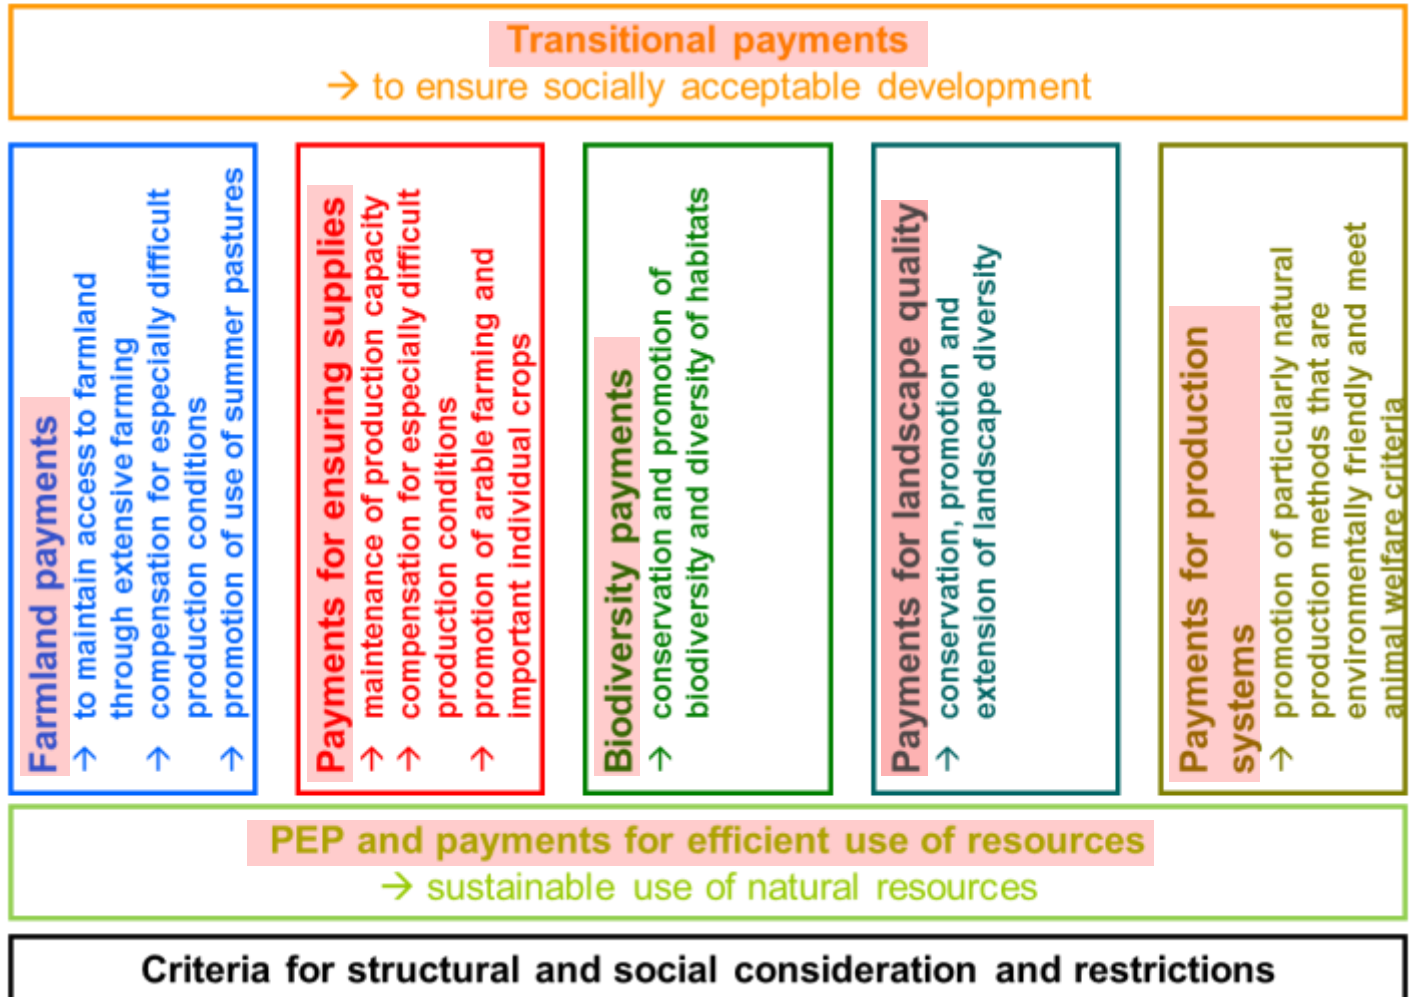 Transitional payments
→ to ensure socially acceptable development
Farmland payments
→ to maintain access to farmland
through extensive farming
→ compensation for especially difficult
production conditions
→ promotion of use of summer pastures
Payments for ensuring supplies
→ maintenance of production capacity
→ compensation for especially difficult
production conditions
→ promotion of arable farming and
important individual crops
Biodiversity payments
→ conservation and promotion of
biodiversity and diversity of habitats
Payments for landscape quality
→ conservation, promotion and
extension of landscape diversity
Payments for production
systems
→ promotion of particularly natural
production methods that are
environmentally friendly and meet
animal welfare criteria
PEP and payments for efficient use of resources
→ sustainable use of natural resources
Criteria for structural and social consideration and restrictions